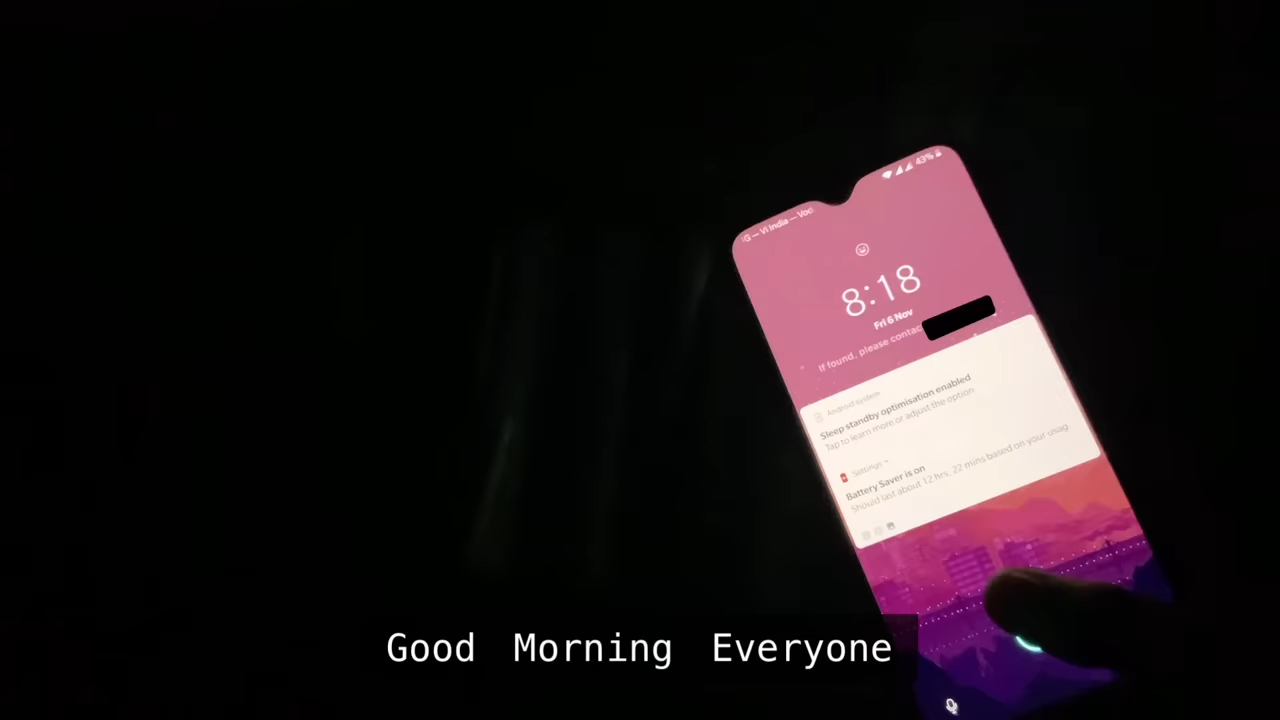 G — Vi India — Vod
43%
8:18
Fri 6 Nov
If found, please contac
Android system
Sleep standby optimisation enabled
Tap to learn more or adjust the option
Settings
Battery Saver is on
Should last about 12 hrs, 22 mins based on your usag
Good Morning Everyone